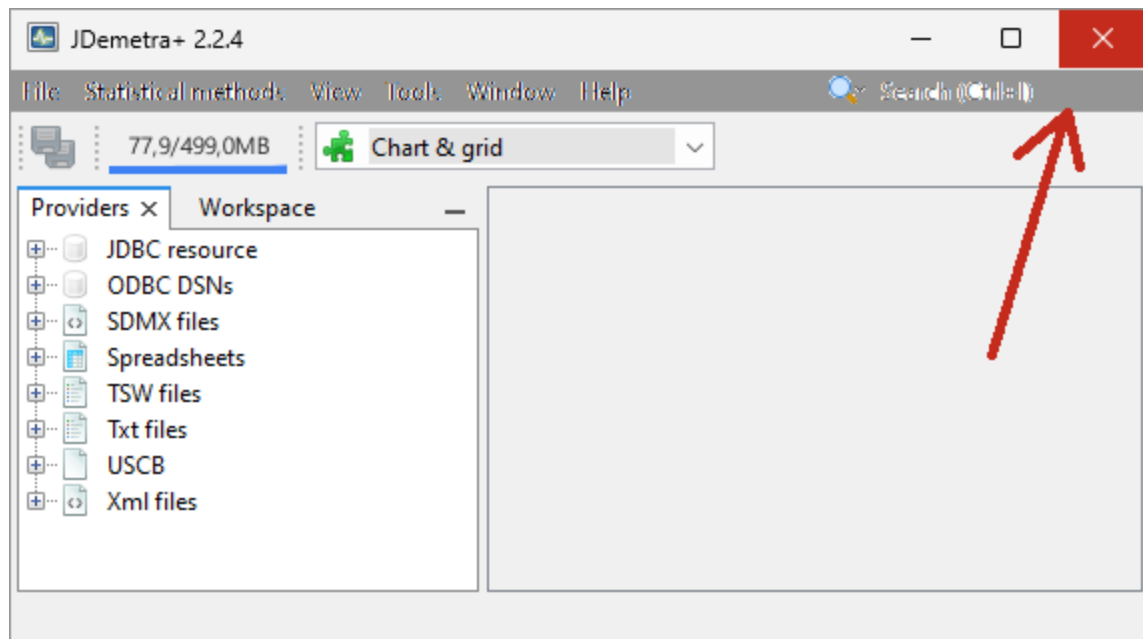 JDemetra+ 2.2.4
File Statistical methods View Tools Window Help Search (Ctrl+I)
77,9/499,0MB Chart & grid
Providers Workspace
JDBC resource
ODBC DSNs
SDMX files
Spreadsheets
TSW files
Txt files
USCB
Xml files